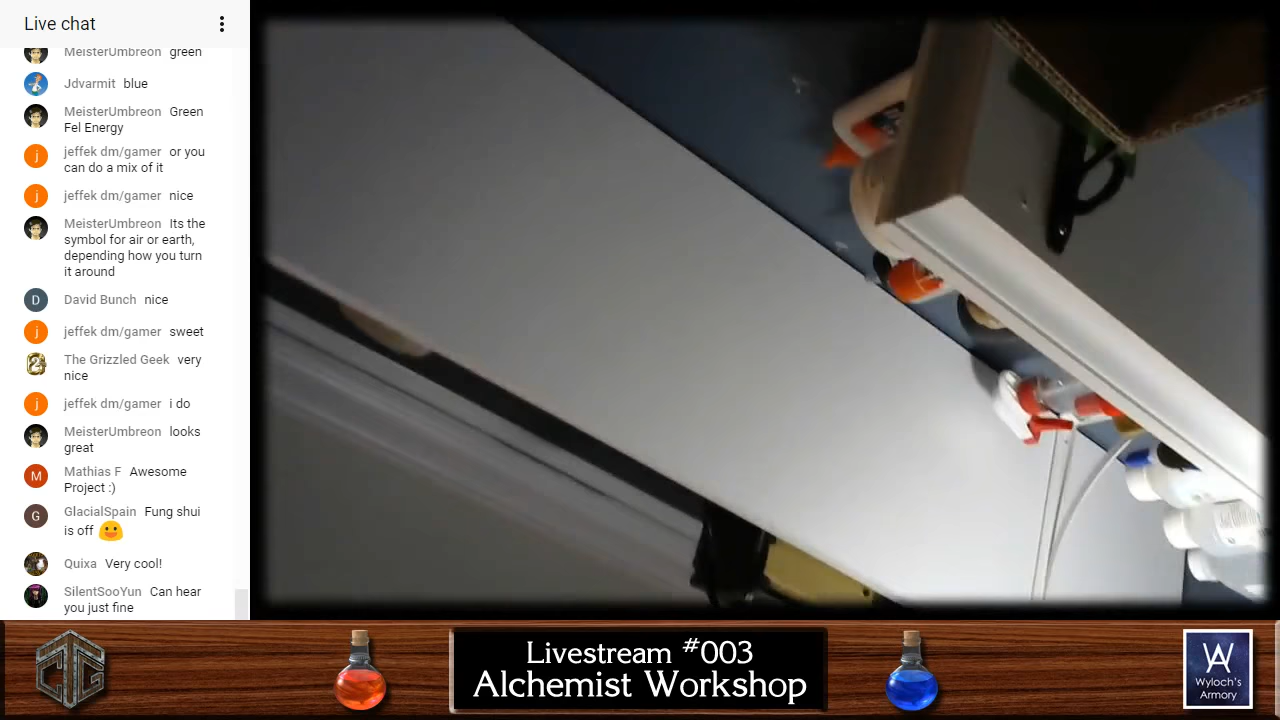 Live chat
MeisterUmbreon green
Jdvarmit blue
MeisterUmbreon Green
Fel Energy
j
jeffek dm/gamer or you
can do a mix of it
j
jeffek dm/gamer nice
MeisterUmbreon Its the
symbol for air or earth,
depending how you turn
it around
D
David Bunch nice
j
jeffek dm/gamer sweet
The Grizzled Geek very
nice
j
jeffek dm/gamer i do
MeisterUmbreon looks
great
M
Mathias F Awesome
Project :)
G
GlacialSpain Fung shui
is off
Quixa Very cool!
SilentSooYun Can hear
you just fine
Livestream #003
Alchemist Workshop
Wyloch's
Armory